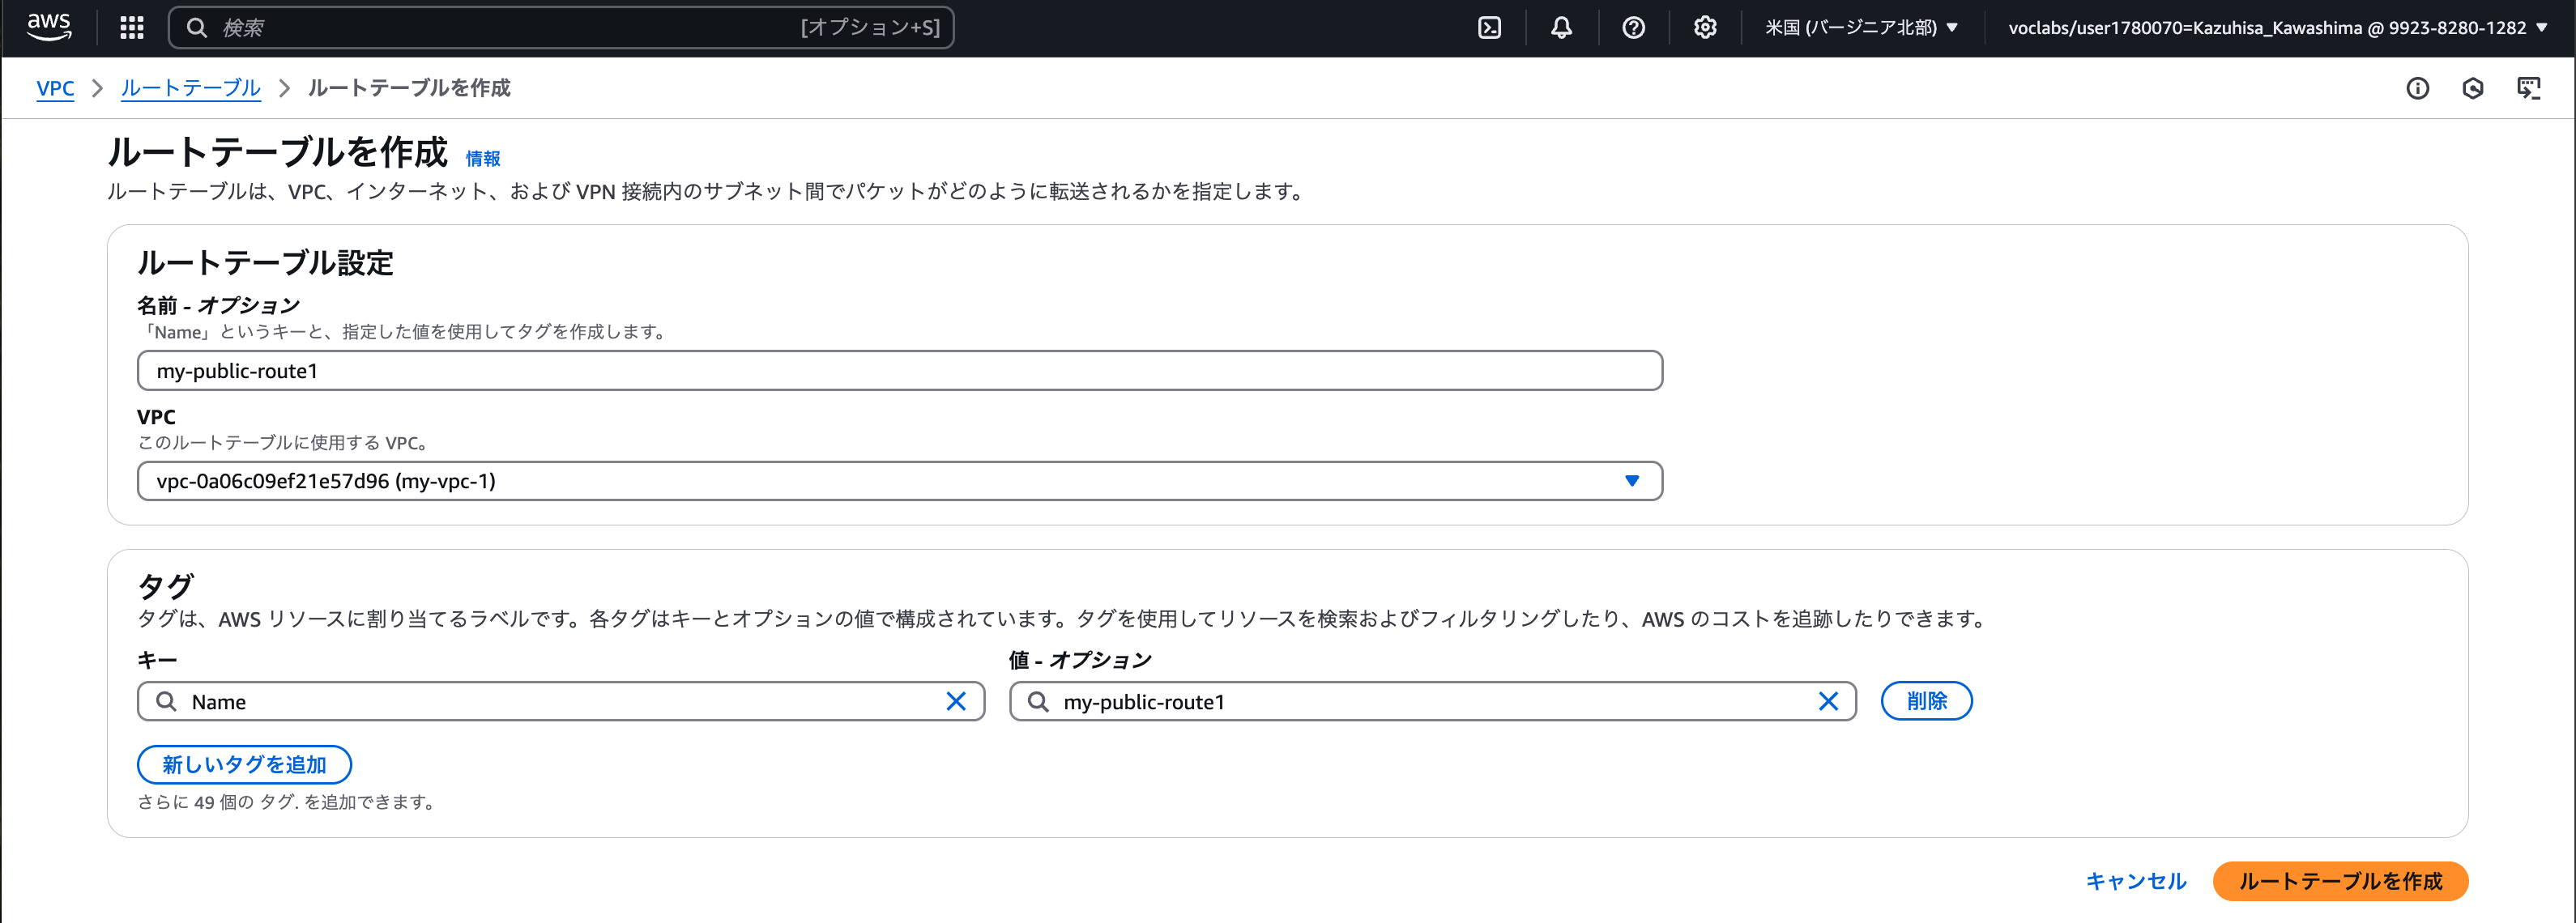 aws
検索 [オプション+S]
米国 (バージニア北部) ▼
voclabs/user1780070=Kazuhisa_Kawashima @ 9923-8280-1282 ▼
VPC > ルートテーブル > ルートテーブルを作成
ルートテーブルを作成 情報
ルートテーブルは、VPC、インターネット、および VPN 接続内のサブネット間でパケットがどのように転送されるかを指定します。
ルートテーブル設定
名前 - オプション
「Name」というキーと、指定した値を使用してタグを作成します。
my-public-route1
VPC
このルートテーブルに使用する VPC。
vpc-0a06c09ef21e57d96 (my-vpc-1)
タグ
タグは、AWS リソースに割り当てるラベルです。各タグはキーとオプションの値で構成されています。タグを使用してリソースを検索およびフィルタリングしたり、AWS のコストを追跡したりできます。
キー 値 - オプション
Name my-public-route1 削除
新しいタグを追加
さらに 49 個の タグ. を追加できます。
キャンセル ルートテーブルを作成